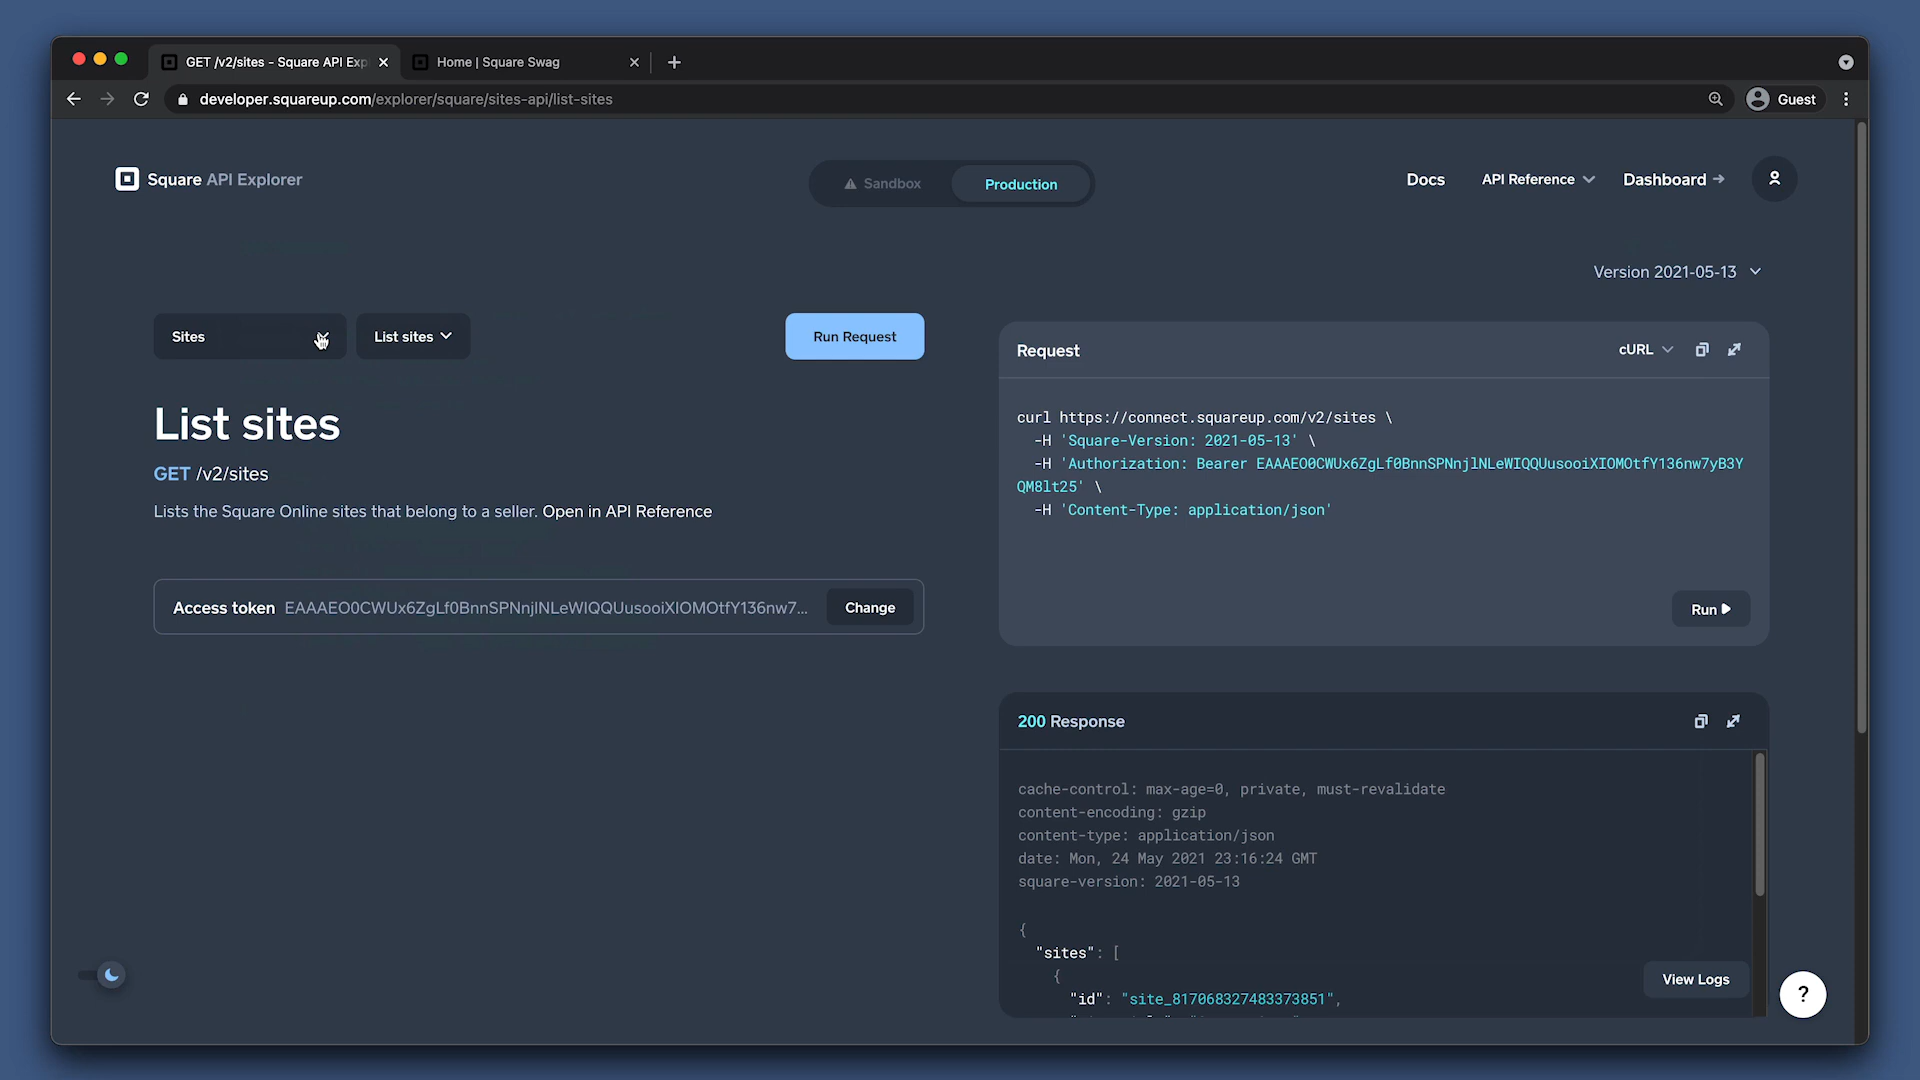 GET /v2/sites - Square API Exp
Home | Square Swag
developer.squareup.com/explorer/square/sites-api/list-sites
Guest
Square API Explorer
Sandbox
Production
Docs
API Reference
Dashboard →
Version 2021-05-13
Sites
List sites
Run Request
List sites
GET /v2/sites
Lists the Square Online sites that belong to a seller. Open in API Reference
Access token EAAAEO0CWUx6ZgLf0BnnSPNnjlNLeWIQQUusooiXIOMOtfY136nw7...
Change
Request
cURL
curl https://connect.squareup.com/v2/sites \
-H 'Square-Version: 2021-05-13' \
-H 'Authorization: Bearer EAAAEO0CWUx6ZgLf0BnnSPNnjlNLeWIQQUusooiXIOMOtfY136nw7yB3Y
QM8lt25' \
-H 'Content-Type: application/json'
Run
200 Response
cache-control: max-age=0, private, must-revalidate
content-encoding: gzip
content-type: application/json
date: Mon, 24 May 2021 23:16:24 GMT
square-version: 2021-05-13
{
"sites": [
{
"id": "site_817068327483373851",
View Logs
?